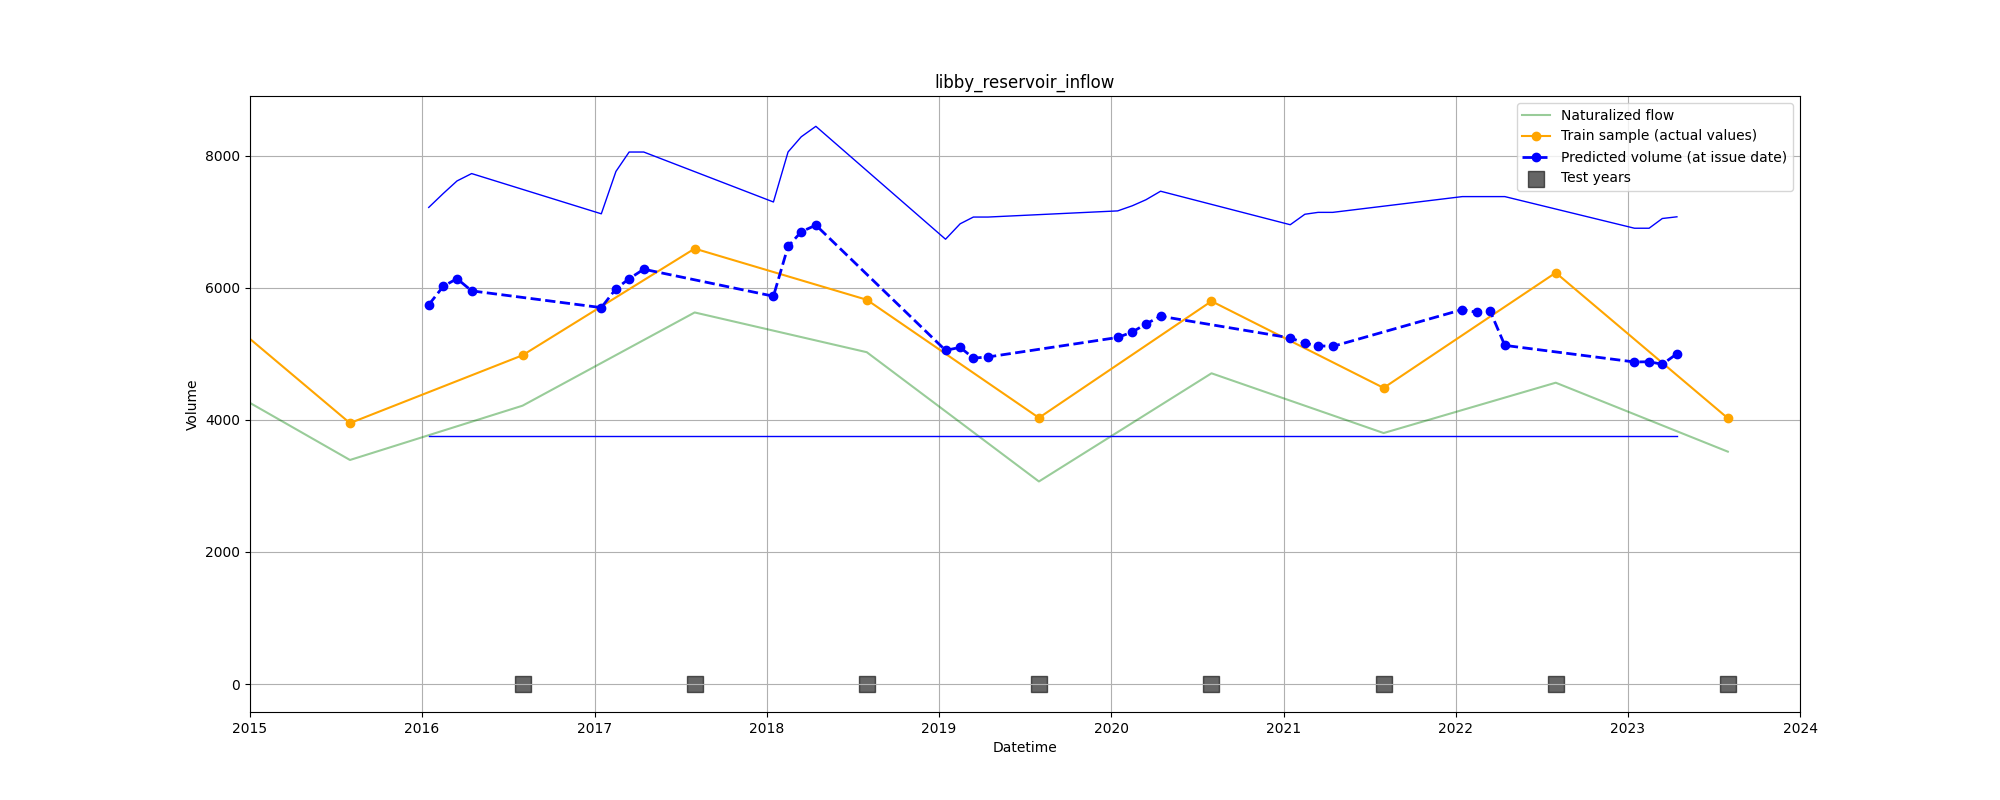 libby_reservoir_inflow
Naturalized flow
Train sample (actual values)
Predicted volume (at issue date)
Test years
8000
6000
4000
2000
0
Volume
2015 2016 2017 2018 2019 2020 2021 2022 2023 2024
Datetime